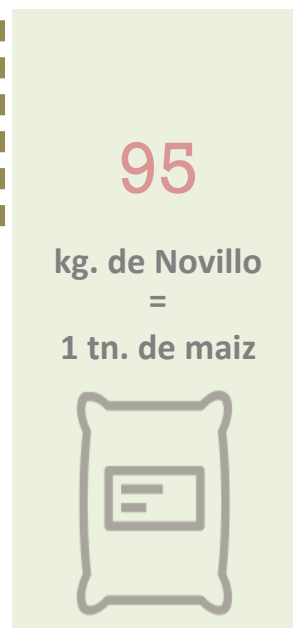 95
kg. de Novillo
=
1 tn. de maiz